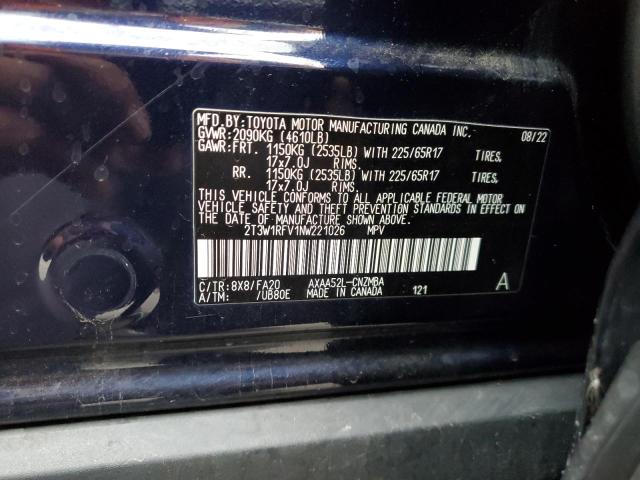 MFD.BY:TOYOTA MOTOR MANUFACTURING CANADA INC.
GVWR:2090KG (4610LB) 08/22
GAWR:FRT. 1150KG (2535LB) WITH 225/65R17 TIRES,
17x7.0J RIMS.
RR. 1150KG (2535LB) WITH 225/65R17 TIRES,
17x7.0J RIMS.
THIS VEHICLE CONFORMS TO ALL APPLICABLE FEDERAL MOTOR
VEHICLE SAFETY AND THEFT PREVENTION STANDARDS IN EFFECT
ON THE DATE OF MANUFACTURE SHOWN ABOVE.
2T3W1RFV1NW221026 MPV
C/TR:8X8/FA20 AXAA52L-CNZMBA
A/TM: /UB80E MADE IN CANADA 121 A